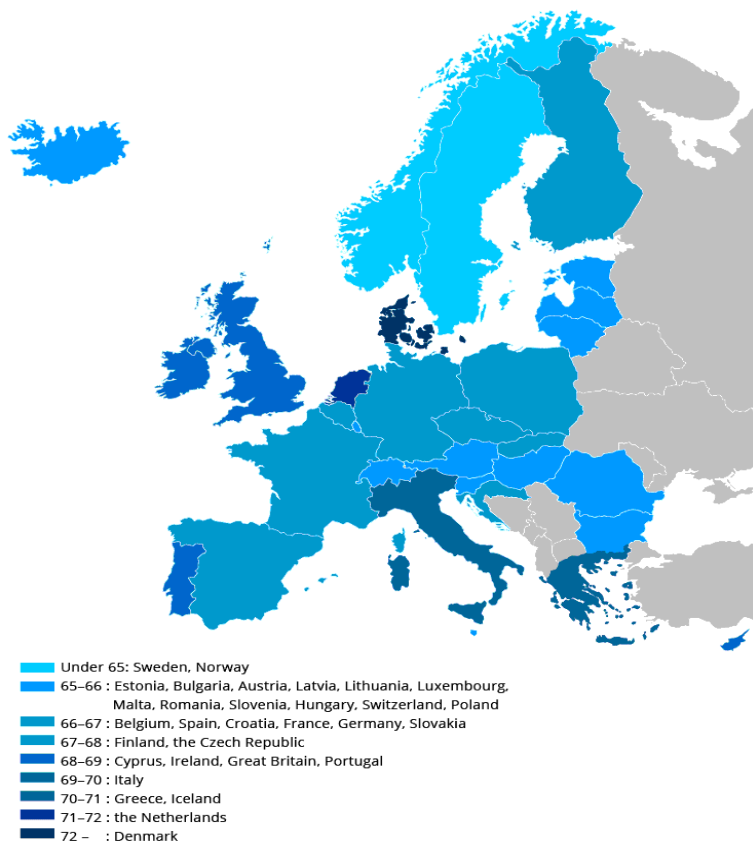 Under 65: Sweden, Norway
65–66 : Estonia, Bulgaria, Austria, Latvia, Lithuania, Luxembourg,
Malta, Romania, Slovenia, Hungary, Switzerland, Poland
66–67 : Belgium, Spain, Croatia, France, Germany, Slovakia
67–68 : Finland, the Czech Republic
68–69 : Cyprus, Ireland, Great Britain, Portugal
69–70 : Italy
70–71 : Greece, Iceland
71–72 : the Netherlands
72 – : Denmark